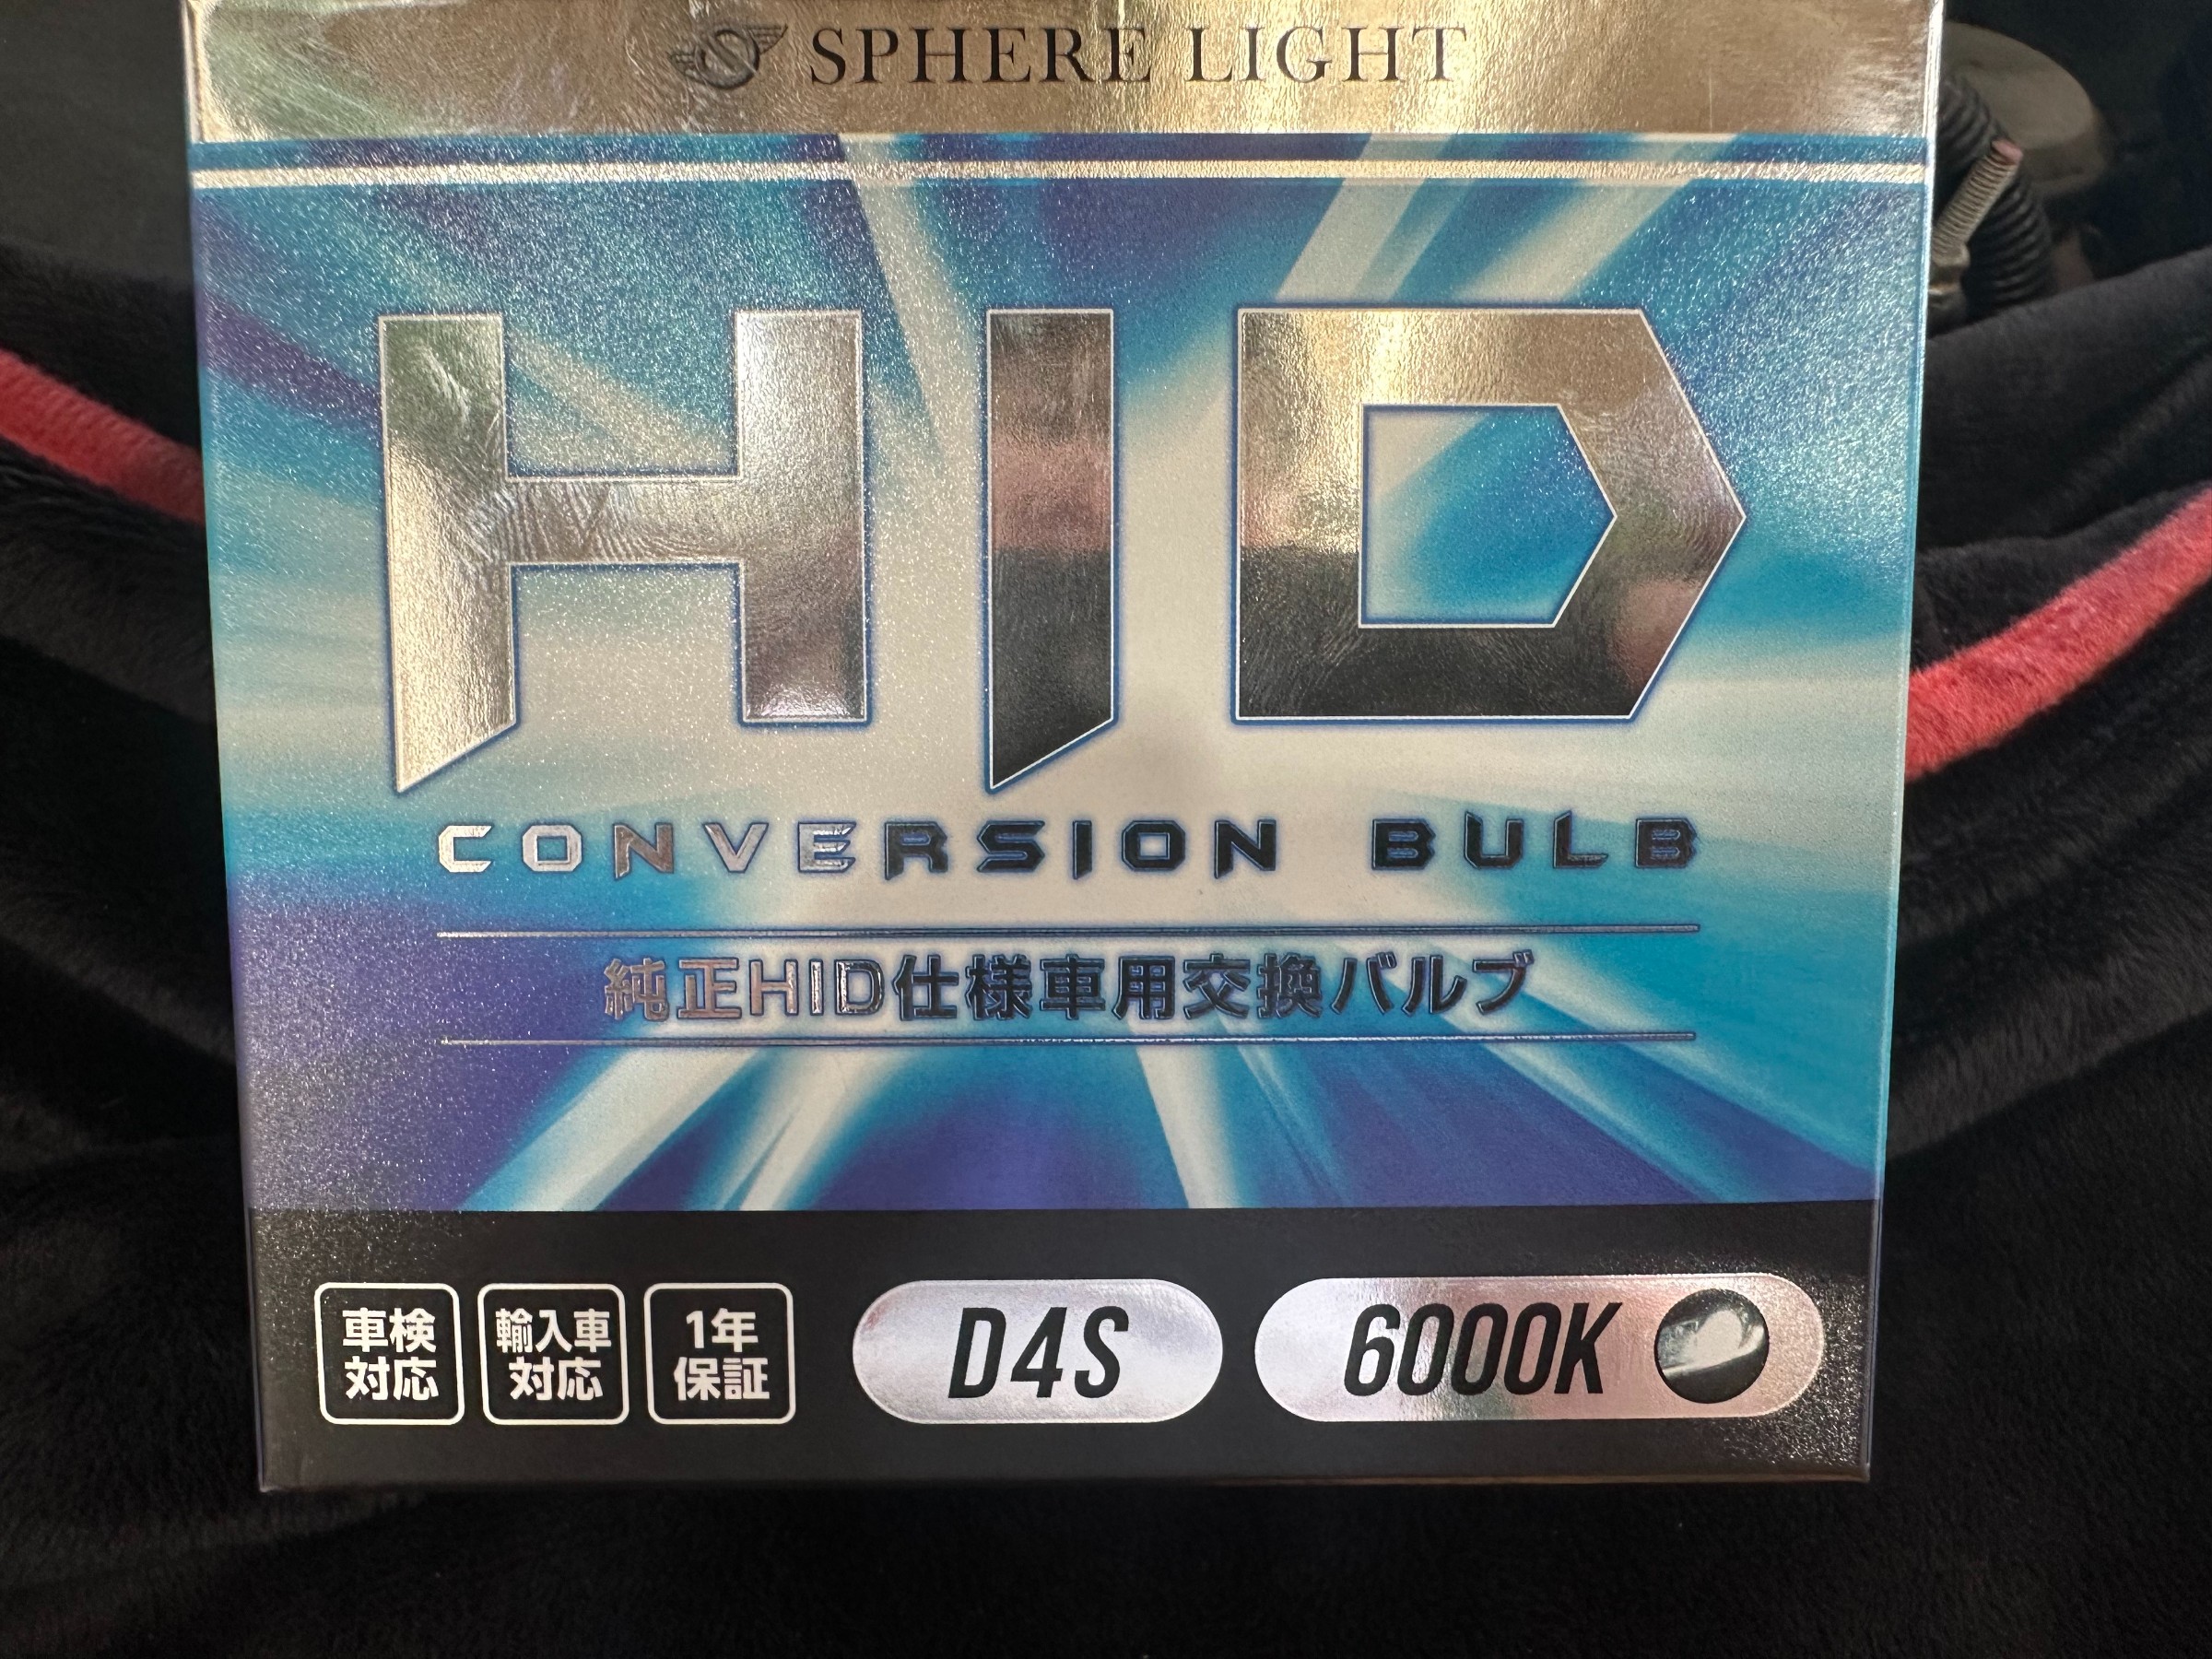 SPHERE LIGHT
HID
CONVERSION BULB
純正HID仕様車用交換バルブ
車検
対応
輸入車
対応
1年
保証
D4S
6000K